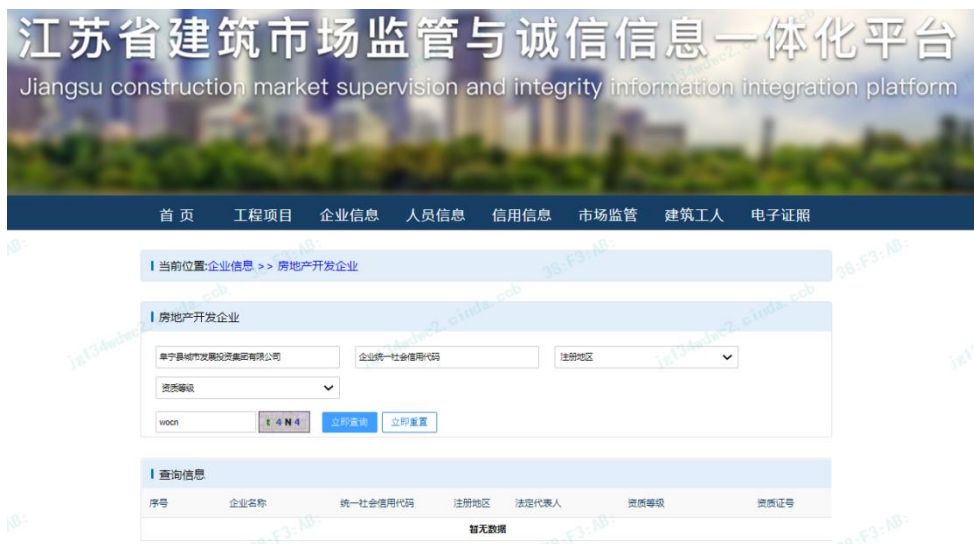 江苏省建筑市场监管与诚信信息一体化平台
Jiangsu construction market supervision and integrity information integration platform
首 页 工程项目 企业信息 人员信息 信用信息 市场监管 建筑工人 电子证照
当前位置:企业信息 >> 房地产开发企业
房地产开发企业
阜宁县城市发展投资集团有限公司 企业统一社会信用代码 注册地区
资质等级
wocn t 4 N 4 立即查询 立即重置
查询信息
序号 企业名称 统一社会信用代码 注册地区 法定代表人 资质等级 资质证号
暂无数据